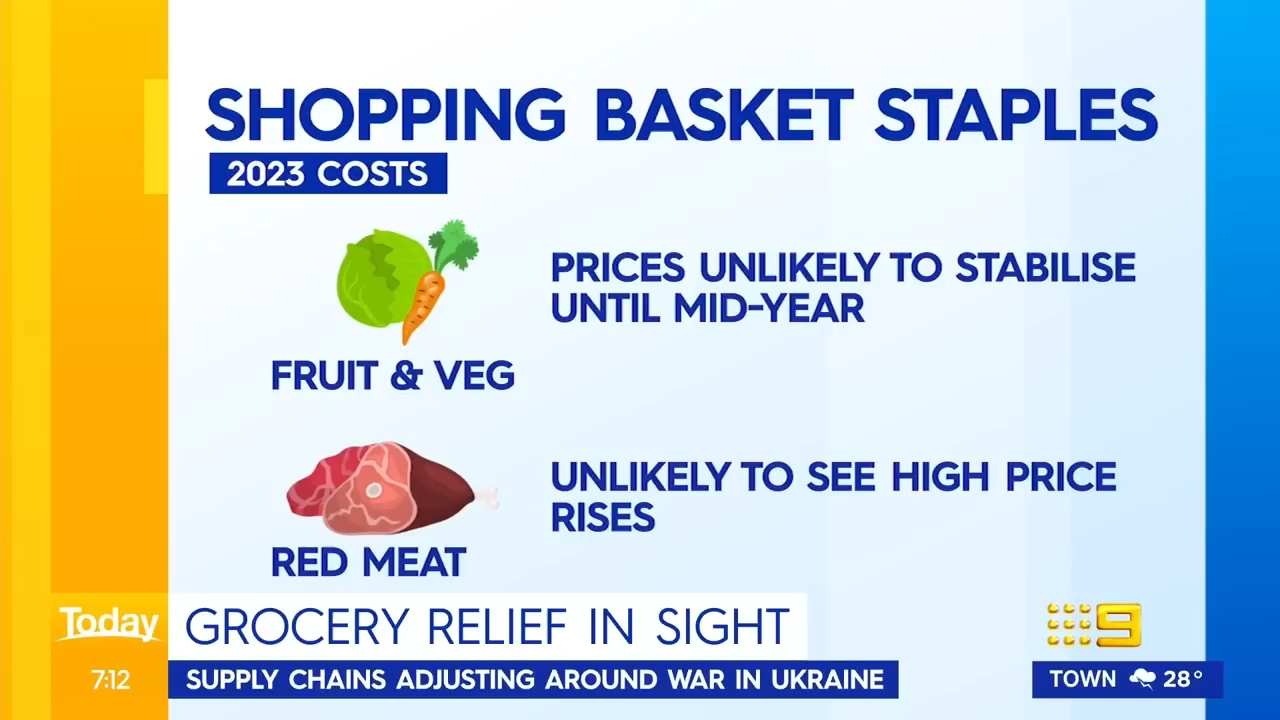 SHOPPING BASKET STAPLES
2023 COSTS
PRICES UNLIKELY TO STABILISE
UNTIL MID-YEAR
FRUIT & VEG
UNLIKELY TO SEE HIGH PRICE
RISES
RED MEAT
Today
GROCERY RELIEF IN SIGHT
9
7:12
SUPPLY CHAINS ADJUSTING AROUND WAR IN UKRAINE
TOWN 28°